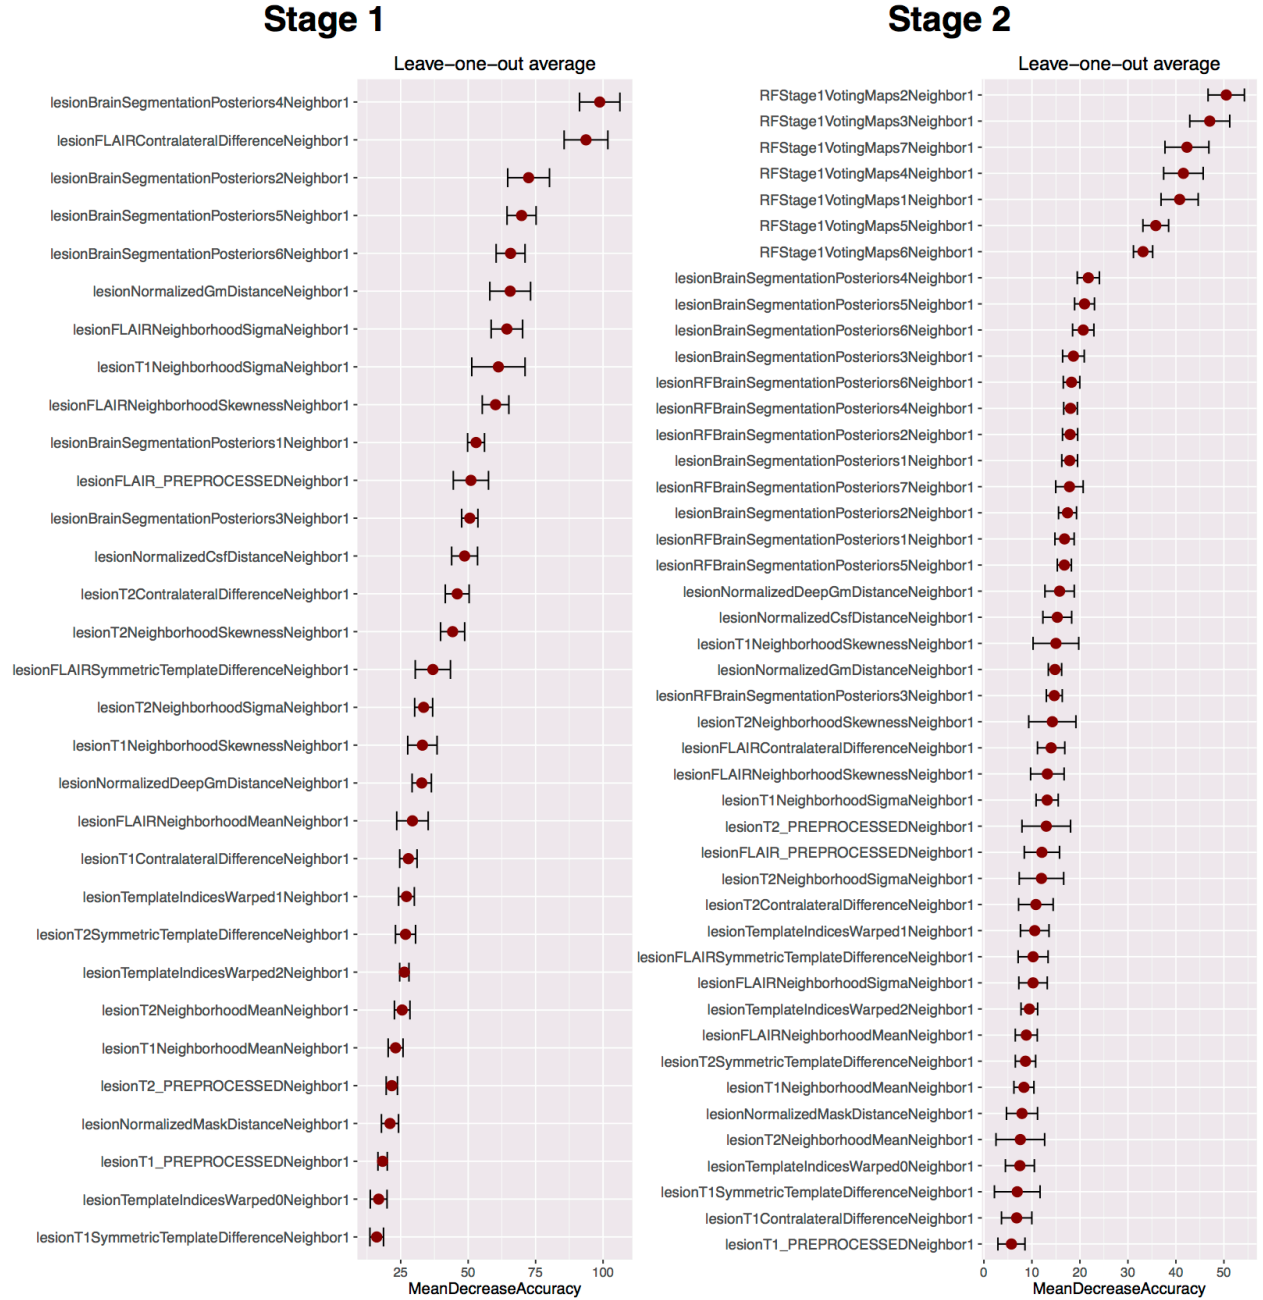 Stage 1
Leave-one-out average
lesionBrainSegmentationPosteriors4Neighbor1
lesionFLAIRContralateralDifferenceNeighbor1
lesionBrainSegmentationPosteriors2Neighbor1
lesionBrainSegmentationPosteriors5Neighbor1
lesionBrainSegmentationPosteriors6Neighbor1
lesionNormalizedGmDistanceNeighbor1
lesionFLAIRNeighborhoodSigmaNeighbor1
lesionT1NeighborhoodSigmaNeighbor1
lesionFLAIRNeighborhoodSkewnessNeighbor1
lesionBrainSegmentationPosteriors1Neighbor1
lesionFLAIR_PREPROCESSEDNeighbor1
lesionBrainSegmentationPosteriors3Neighbor1
lesionNormalizedCsfDistanceNeighbor1
lesionT2ContralateralDifferenceNeighbor1
lesionT2NeighborhoodSkewnessNeighbor1
lesionFLAIRSymmetricTemplateDifferenceNeighbor1
lesionT2NeighborhoodSigmaNeighbor1
lesionT1NeighborhoodSkewnessNeighbor1
lesionNormalizedDeepGmDistanceNeighbor1
lesionFLAIRNeighborhoodMeanNeighbor1
lesionT1ContralateralDifferenceNeighbor1
lesionTemplateIndicesWarped1Neighbor1
lesionT2SymmetricTemplateDifferenceNeighbor1
lesionTemplateIndicesWarped2Neighbor1
lesionT2NeighborhoodMeanNeighbor1
lesionT1NeighborhoodMeanNeighbor1
lesionT2_PREPROCESSEDNeighbor1
lesionNormalizedMaskDistanceNeighbor1
lesionT1_PREPROCESSEDNeighbor1
lesionTemplateIndicesWarped0Neighbor1
lesionT1SymmetricTemplateDifferenceNeighbor1
25 50 75 100
MeanDecreaseAccuracy
Stage 2
Leave-one-out average
RFStage1VotingMaps2Neighbor1
RFStage1VotingMaps3Neighbor1
RFStage1VotingMaps7Neighbor1
RFStage1VotingMaps4Neighbor1
RFStage1VotingMaps1Neighbor1
RFStage1VotingMaps5Neighbor1
RFStage1VotingMaps6Neighbor1
lesionBrainSegmentationPosteriors4Neighbor1
lesionBrainSegmentationPosteriors5Neighbor1
lesionBrainSegmentationPosteriors6Neighbor1
lesionBrainSegmentationPosteriors3Neighbor1
lesionRFBrainSegmentationPosteriors6Neighbor1
lesionRFBrainSegmentationPosteriors4Neighbor1
lesionRFBrainSegmentationPosteriors2Neighbor1
lesionBrainSegmentationPosteriors1Neighbor1
lesionRFBrainSegmentationPosteriors7Neighbor1
lesionBrainSegmentationPosteriors2Neighbor1
lesionRFBrainSegmentationPosteriors1Neighbor1
lesionRFBrainSegmentationPosteriors5Neighbor1
lesionNormalizedDeepGmDistanceNeighbor1
lesionNormalizedCsfDistanceNeighbor1
lesionT1NeighborhoodSkewnessNeighbor1
lesionNormalizedGmDistanceNeighbor1
lesionRFBrainSegmentationPosteriors3Neighbor1
lesionT2NeighborhoodSkewnessNeighbor1
lesionFLAIRContralateralDifferenceNeighbor1
lesionFLAIRNeighborhoodSkewnessNeighbor1
lesionT1NeighborhoodSigmaNeighbor1
lesionT2_PREPROCESSEDNeighbor1
lesionFLAIR_PREPROCESSEDNeighbor1
lesionT2NeighborhoodSigmaNeighbor1
lesionT2ContralateralDifferenceNeighbor1
lesionTemplateIndicesWarped1Neighbor1
lesionFLAIRSymmetricTemplateDifferenceNeighbor1
lesionFLAIRNeighborhoodSigmaNeighbor1
lesionTemplateIndicesWarped2Neighbor1
lesionFLAIRNeighborhoodMeanNeighbor1
lesionT2SymmetricTemplateDifferenceNeighbor1
lesionT1NeighborhoodMeanNeighbor1
lesionNormalizedMaskDistanceNeighbor1
lesionT2NeighborhoodMeanNeighbor1
lesionTemplateIndicesWarped0Neighbor1
lesionT1SymmetricTemplateDifferenceNeighbor1
lesionT1ContralateralDifferenceNeighbor1
lesionT1_PREPROCESSEDNeighbor1
0 10 20 30 40 50
MeanDecreaseAccuracy